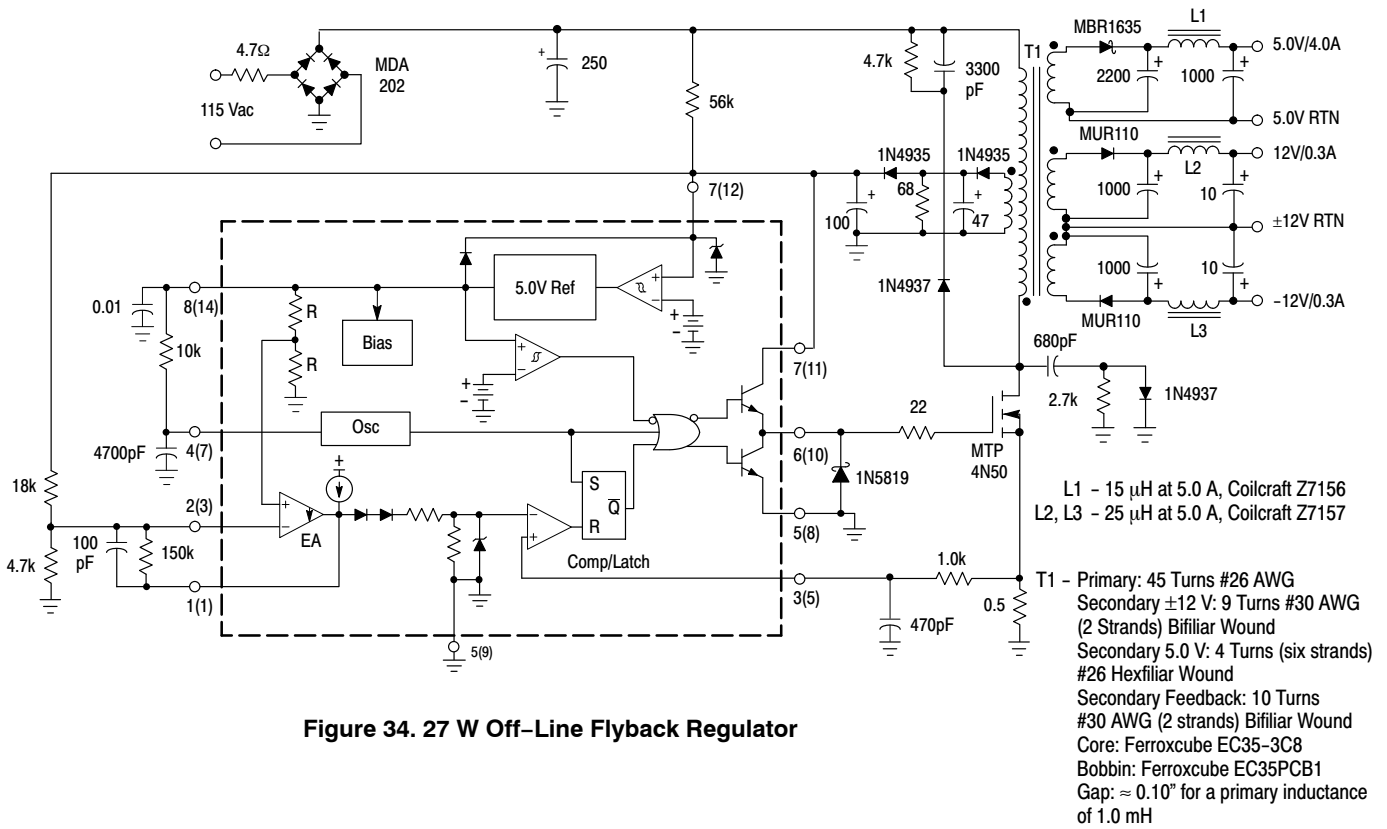 4.7Ω
MDA
202
115 Vac
+
250
56k
4.7k
3300
pF
T1
MBR1635
L1
2200
+
1000
+
5.0V/4.0A
5.0V RTN
MUR110
L2
1000
+
10
+
12V/0.3A
±12V RTN
1000
+
10
+
MUR110
L3
−12V/0.3A
1N4935
1N4935
68
100
+
47
+
7(12)
1N4937
680pF
2.7k
1N4937
0.01
8(14)
10k
R
R
Bias
5.0V Ref
+
−
+
−
+
−
+
−
7(11)
Osc
4700pF
4(7)
18k
+
2(3)
100
pF
150k
4.7k
1(1)
+
−
EA
S
Q
R
−
+
Comp/Latch
22
6(10)
1N5819
5(8)
MTP
4N50
1.0k
3(5)
470pF
0.5
5(9)
L1 − 15 μH at 5.0 A, Coilcraft Z7156
L2, L3 − 25 μH at 5.0 A, Coilcraft Z7157
T1 − Primary: 45 Turns #26 AWG
Secondary ±12 V: 9 Turns #30 AWG
(2 Strands) Bifiliar Wound
Secondary 5.0 V: 4 Turns (six strands)
#26 Hexfiliar Wound
Secondary Feedback: 10 Turns
#30 AWG (2 strands) Bifiliar Wound
Core: Ferroxcube EC35−3C8
Bobbin: Ferroxcube EC35PCB1
Gap: ≈ 0.10" for a primary inductance
of 1.0 mH
Figure 34. 27 W Off−Line Flyback Regulator